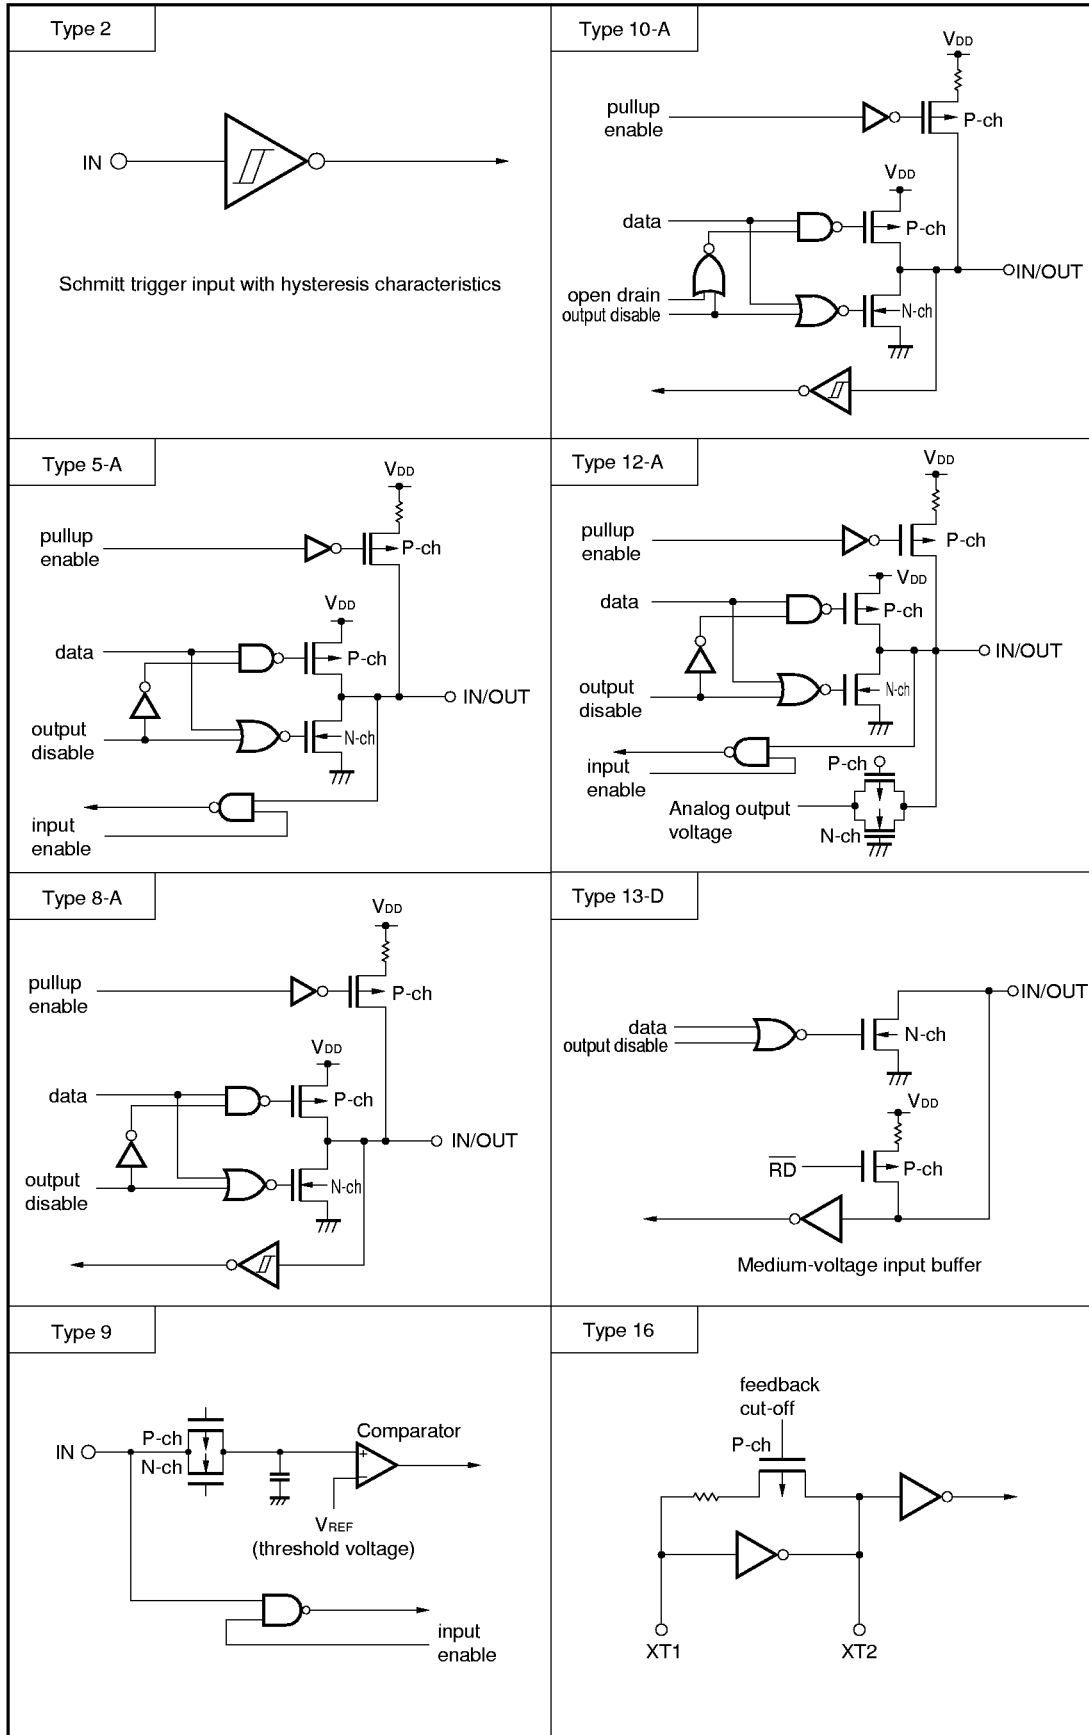 Type 2
IN
Schmitt trigger input with hysteresis characteristics
Type 10-A
VDD
pullup
enable
P-ch
VDD
data
P-ch
IN/OUT
open drain
output disable
N-ch
Type 5-A
VDD
pullup
enable
P-ch
VDD
data
P-ch
IN/OUT
output
disable
N-ch
input
enable
Type 12-A
VDD
pullup
enable
P-ch
VDD
data
P-ch
IN/OUT
output
disable
N-ch
input
enable
P-ch
Analog output
voltage
N-ch
Type 8-A
VDD
pullup
enable
P-ch
VDD
data
P-ch
IN/OUT
output
disable
N-ch
Type 13-D
IN/OUT
data
output disable
N-ch
VDD
RD
P-ch
Medium-voltage input buffer
Type 9
IN
P-ch
N-ch
Comparator
+
−
VREF
(threshold voltage)
input
enable
Type 16
feedback
cut-off
P-ch
XT1
XT2